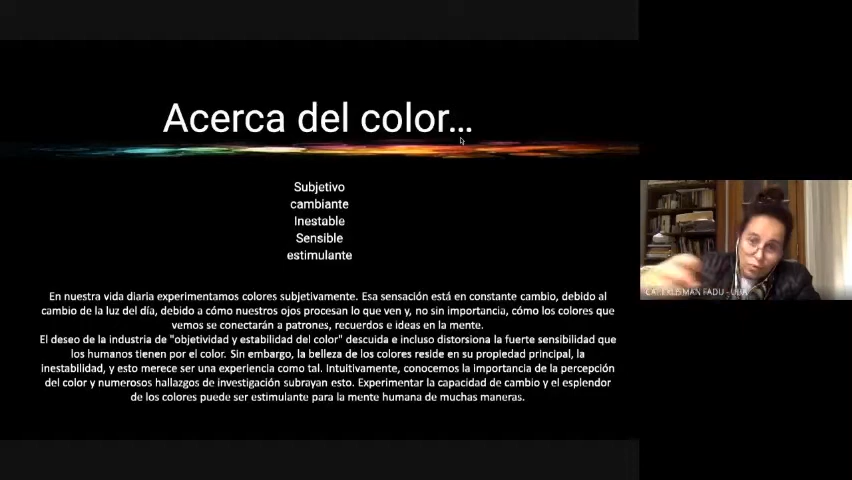 Acerca del color...
Subjetivo
cambiante
Inestable
Sensible
estimulante
En nuestra vida diaria experimentamos colores subjetivamente. Esa sensación está en constante cambio, debido al
cambio de la luz del día, debido a cómo nuestros ojos procesan lo que ven y, no sin importancia, cómo los colores que
vemos se conectarán a patrones, recuerdos e ideas en la mente.
El deseo de la industria de "objetividad y estabilidad del color" descuida e incluso distorsiona la fuerte sensibilidad que
los humanos tienen por el color. Sin embargo, la belleza de los colores reside en su propiedad principal, la
inestabilidad, y esto merece ser una experiencia como tal. Intuitivamente, conocemos la importancia de la percepción
del color y numerosos hallazgos de investigación subrayan esto. Experimentar la capacidad de cambio y el esplendor
de los colores puede ser estimulante para la mente humana de muchas maneras.
FADU - UBA